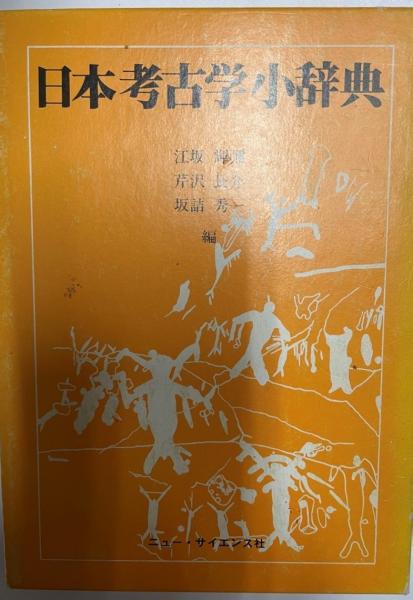 日本考古学小辞典
江坂 輝彌
芹沢 長介
坂詰 秀一
編
ニュー・サイエンス社